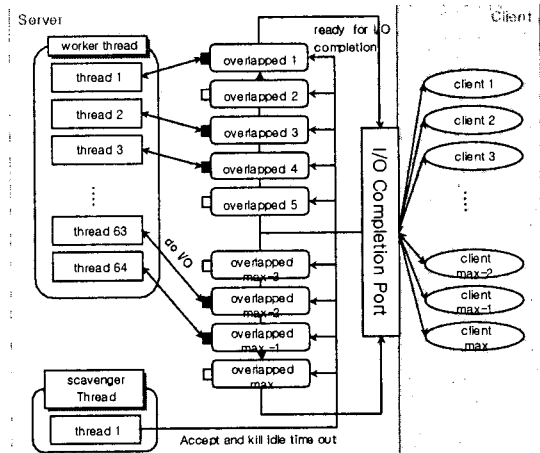 Server
Client
worker thread
thread 1
thread 2
thread 3
thread 63
thread 64
scavenger
Thread
thread 1
overlapped 1
overlapped 2
overlapped 3
overlapped 4
overlapped 5
overlapped
max-3
overlapped
max-2
overlapped
max-1
overlapped
max
do I/O
ready for I/O
completion
I/O Completion Port
Accept and kill idle time out
client 1
client 2
client 3
client
max-2
client
max-1
client
max